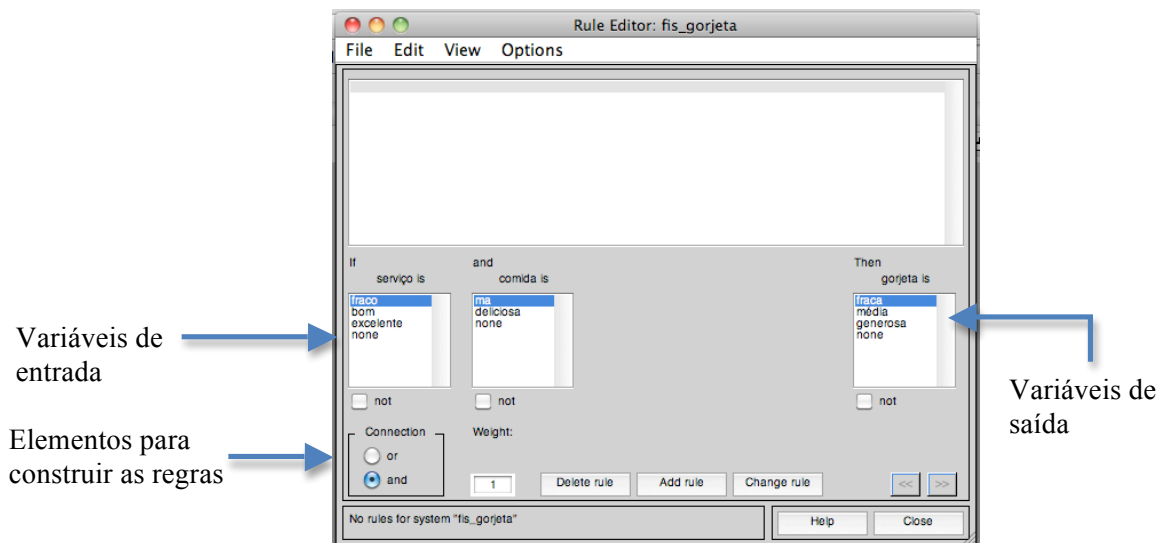 Rule Editor: fis_gorjeta
File Edit View Options
If and Then
serviço is comida is gorjeta is
fraco ma fraca
bom deliciosa média
excelente none generosa
none none
not not not
Variáveis de
entrada
Variáveis de
saída
Elementos para
construir as regras
Connection Weight:
or
and 1 Delete rule Add rule Change rule << >>
No rules for system "fis_gorjeta" Help Close